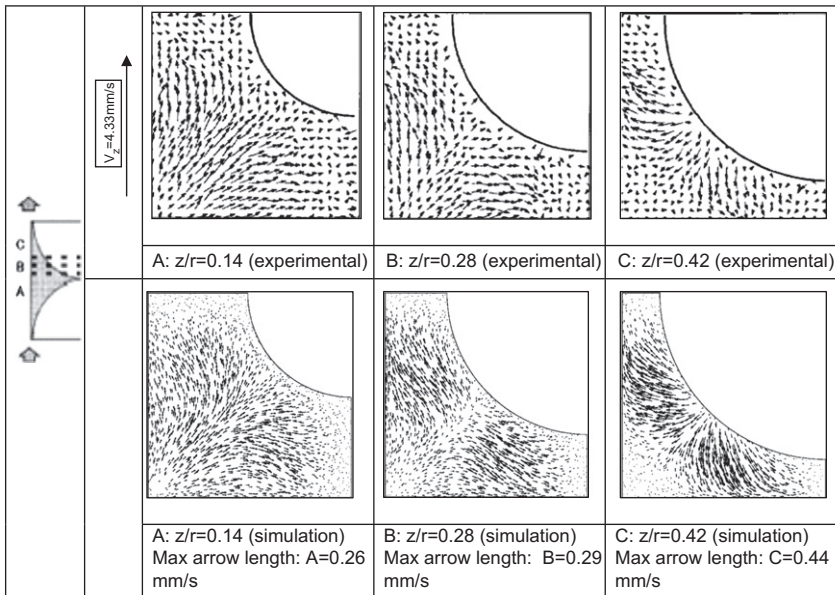 V_z=4.33mm/s
C
B
A
A: z/r=0.14 (experimental)
B: z/r=0.28 (experimental)
C: z/r=0.42 (experimental)
A: z/r=0.14 (simulation)
Max arrow length: A=0.26
mm/s
B: z/r=0.28 (simulation)
Max arrow length: B=0.29
mm/s
C: z/r=0.42 (simulation)
Max arrow length: C=0.44
mm/s